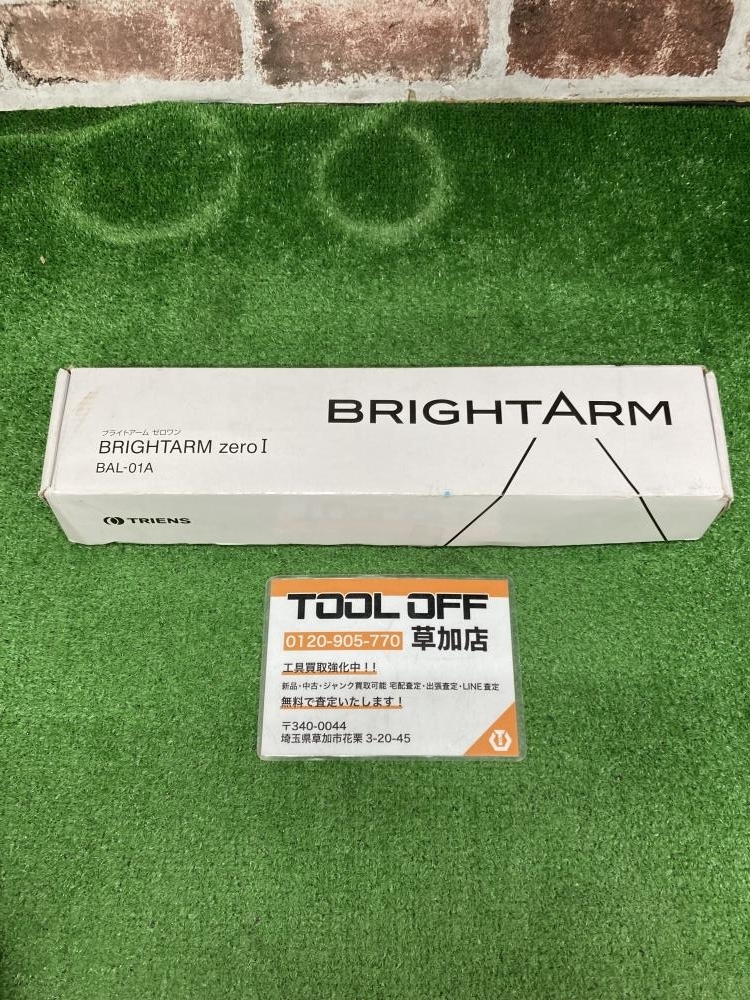 BRIGHTARM
ブライトアーム ゼロワン
BRIGHTARM zero I
BAL-01A
TRIENS
TOOL OFF
0120-905-770 草加店
工具買取強化中！！
新品・中古・ジャンク買取可能 宅配査定・出張査定・LINE査定
無料で査定いたします！
〒340-0044
埼玉県草加市花栗 3-20-45